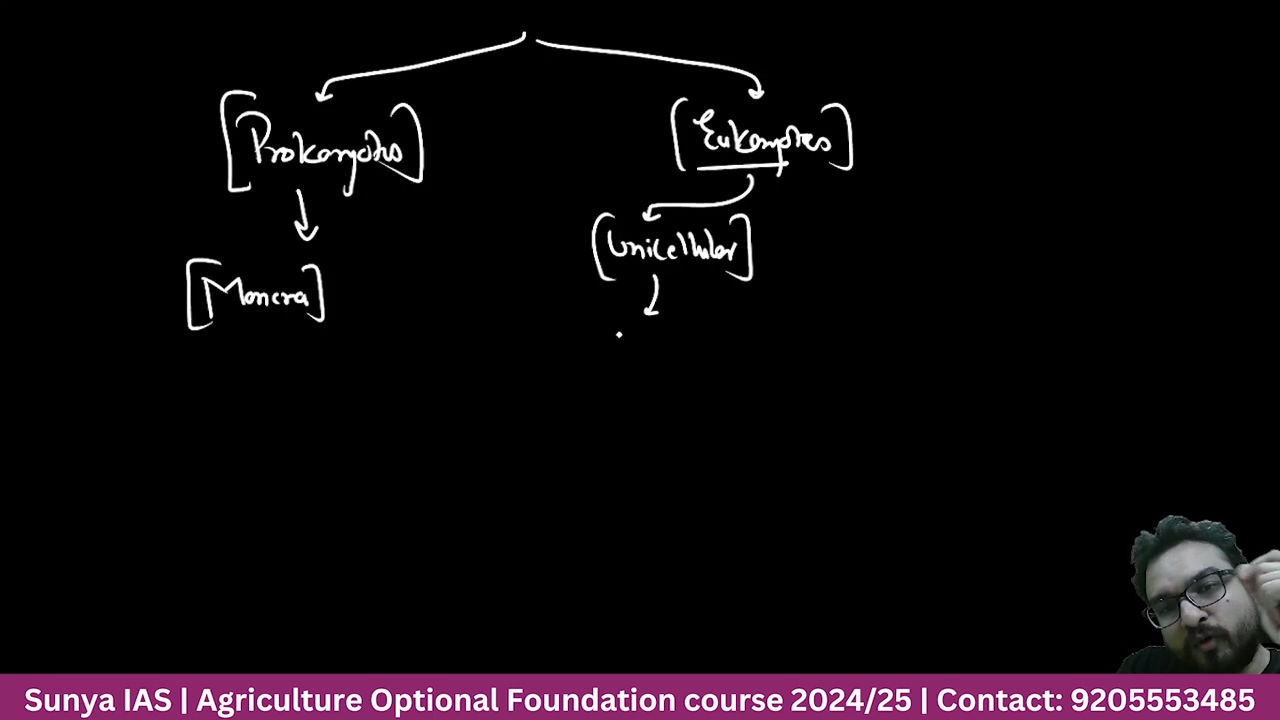 [Prokaryotes]
[Eukaryotes]
[Unicellular]
[Monera]
Sunya IAS | Agriculture Optional Foundation course 2024/25 | Contact: 9205553485